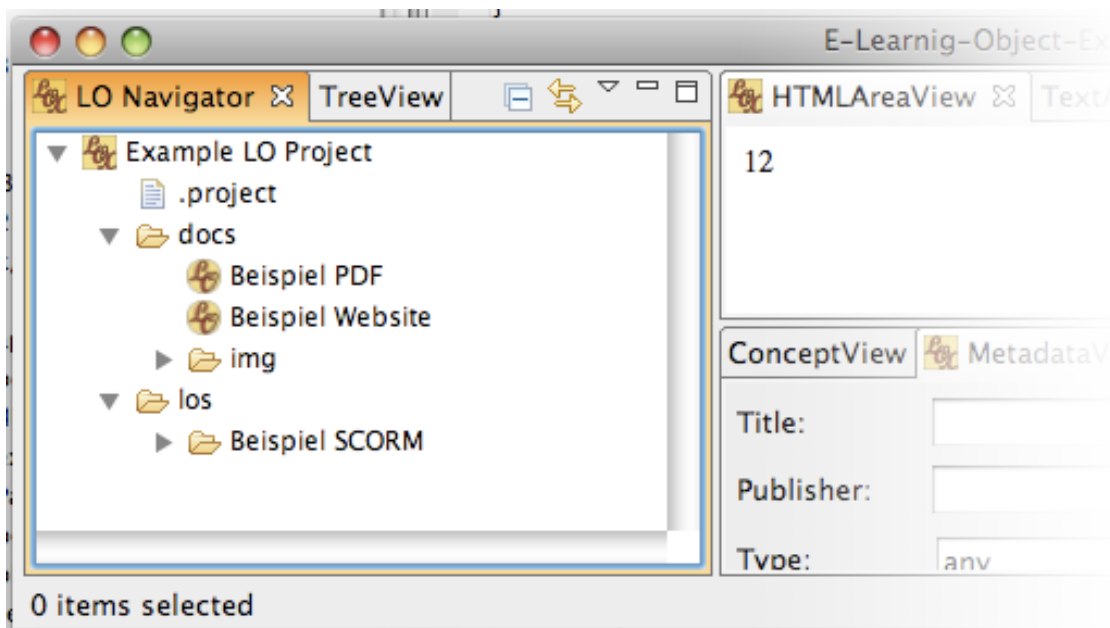 E-Learnig-Object-Ex
LO Navigator
TreeView
Example LO Project
.project
docs
Beispiel PDF
Beispiel Website
img
los
Beispiel SCORM
0 items selected
HTMLAreaView
12
ConceptView
Title:
Publisher:
Type:
any